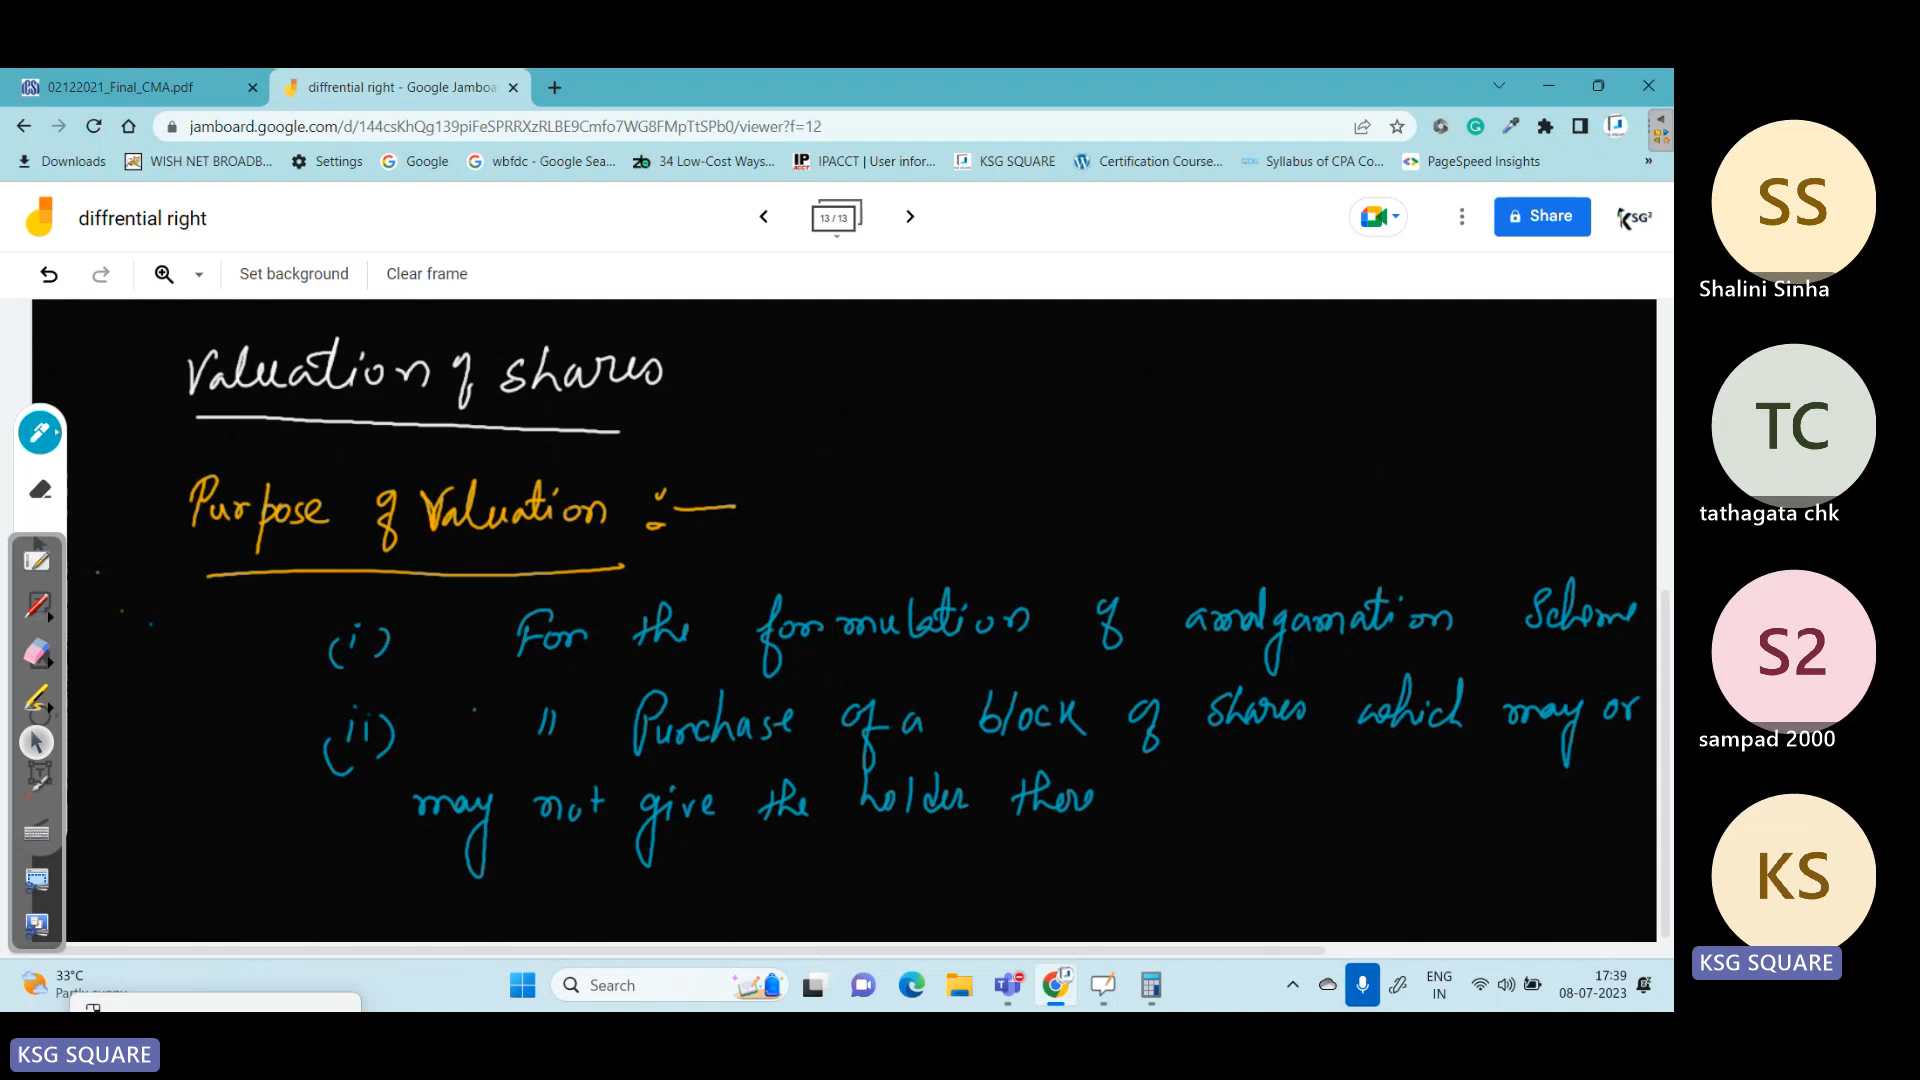 02122021_Final_CMA.pdf
diffrential right - Google Jamboa
jamboard.google.com/d/144csKhQg139piFeSPRRXzRLBE9Cmfo7WG8FMpTtSPb0/viewer?f=12
Downloads WISH NET BROADB... Settings Google wbfdc - Google Sea... 34 Low-Cost Ways... IPACCT | User infor... KSG SQUARE Certification Course... Syllabus of CPA Co... PageSpeed Insights »
diffrential right
13 / 13
Share
KSG²
Set background Clear frame
Valuation of shares
Purpose of Valuation :—
(i) For the formulation of amalgamation Scheme
(ii) " Purchase of a block of shares which may or
may not give the holder there
SS
Shalini Sinha
TC
tathagata chk
S2
sampad 2000
KS
KSG SQUARE
33°C
Partly sunny
Search
ENG
IN
17:39
08-07-2023
KSG SQUARE